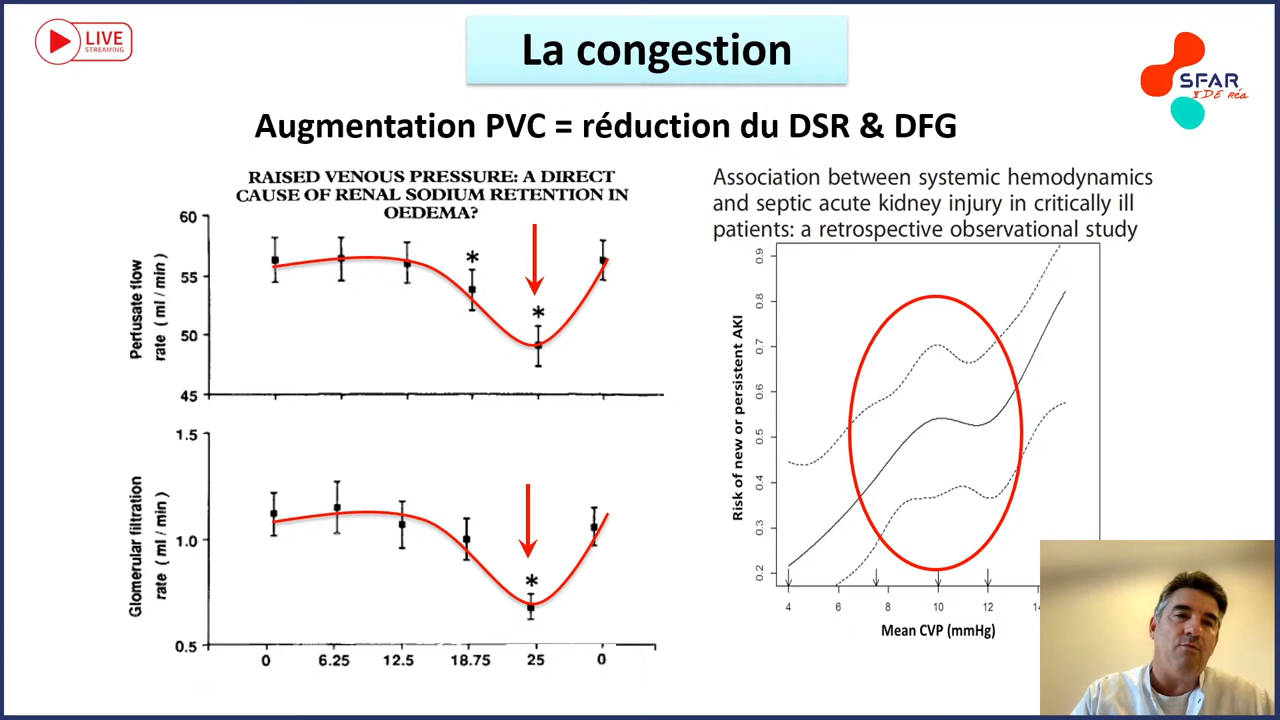 LIVE
STREAMING
La congestion
SFAR
IDE Réa
Augmentation PVC = réduction du DSR & DFG
RAISED VENOUS PRESSURE: A DIRECT
CAUSE OF RENAL SODIUM RETENTION IN
OEDEMA?
60
55
50
45
Perfusate flow
rate ( ml / min )
*
*
1.5
1.0
0.5
Glomerular filtration
rate ( ml / min )
*
0 6.25 12.5 18.75 25 0
Association between systemic hemodynamics
and septic acute kidney injury in critically ill
patients: a retrospective observational study
0.9
0.8
0.7
0.6
0.5
0.4
0.3
0.2
Risk of new or persistent AKI
4 6 8 10 12 14
Mean CVP (mmHg)